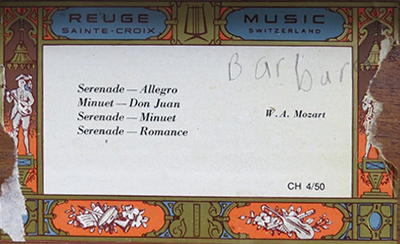 REUGE MUSIC
SAINTE-CROIX SWITZERLAND
Barbar
Serenade — Allegro
Minuet — Don Juan
Serenade — Minuet
Serenade — Romance
W. A. Mozart
CH 4/50